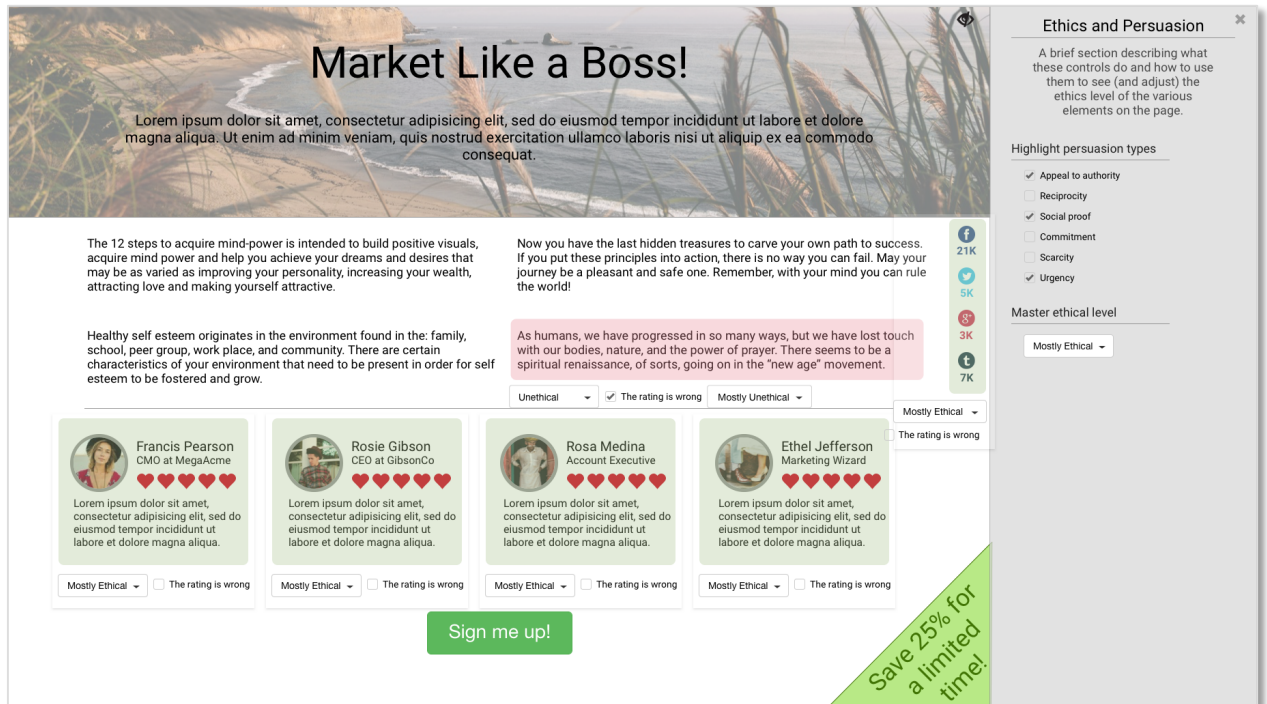 Market Like a Boss!
Lorem ipsum dolor sit amet, consectetur adipisicing elit, sed do eiusmod tempor incididunt ut labore et dolore
magna aliqua. Ut enim ad minim veniam, quis nostrud exercitation ullamco laboris nisi ut aliquip ex ea commodo
consequat.
The 12 steps to acquire mind-power is intended to build positive visuals,
acquire mind power and help you achieve your dreams and desires that
may be as varied as improving your personality, increasing your wealth,
attracting love and making yourself attractive.
Now you have the last hidden treasures to carve your own path to success.
If you put these principles into action, there is no way you can fail. May your
journey be a pleasant and safe one. Remember, with your mind you can rule
the world!
Healthy self esteem originates in the environment found in the: family,
school, peer group, work place, and community. There are certain
characteristics of your environment that need to be present in order for self
esteem to be fostered and grow.
As humans, we have progressed in so many ways, but we have lost touch
with our bodies, nature, and the power of prayer. There seems to be a
spiritual renaissance, of sorts, going on in the “new age” movement.
Unethical
The rating is wrong
Mostly Unethical
21K
5K
3K
7K
Mostly Ethical
The rating is wrong
Francis Pearson
CMO at MegaAcme
Lorem ipsum dolor sit amet,
consectetur adipisicing elit, sed do
eiusmod tempor incididunt ut
labore et dolore magna aliqua.
Mostly Ethical
The rating is wrong
Rosie Gibson
CEO at GibsonCo
Lorem ipsum dolor sit amet,
consectetur adipisicing elit, sed do
eiusmod tempor incididunt ut
labore et dolore magna aliqua.
Mostly Ethical
The rating is wrong
Rosa Medina
Account Executive
Lorem ipsum dolor sit amet,
consectetur adipisicing elit, sed do
eiusmod tempor incididunt ut
labore et dolore magna aliqua.
Mostly Ethical
The rating is wrong
Ethel Jefferson
Marketing Wizard
Lorem ipsum dolor sit amet,
consectetur adipisicing elit, sed do
eiusmod tempor incididunt ut
labore et dolore magna aliqua.
Mostly Ethical
The rating is wrong
Sign me up!
Save 25% for
a limited
time!
Ethics and Persuasion
A brief section describing what
these controls do and how to use
them to see (and adjust) the
ethics level of the various
elements on the page.
Highlight persuasion types
Appeal to authority
Reciprocity
Social proof
Commitment
Scarcity
Urgency
Master ethical level
Mostly Ethical